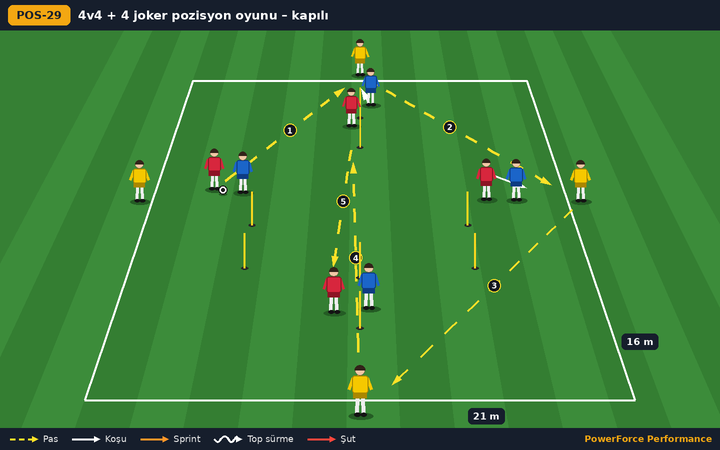 POS-29 4v4 + 4 joker pozisyon oyunu – kapılı
1
2
5
4
3
16 m
21 m
Pas Koşu Sprint Top sürme Şut PowerForce Performance